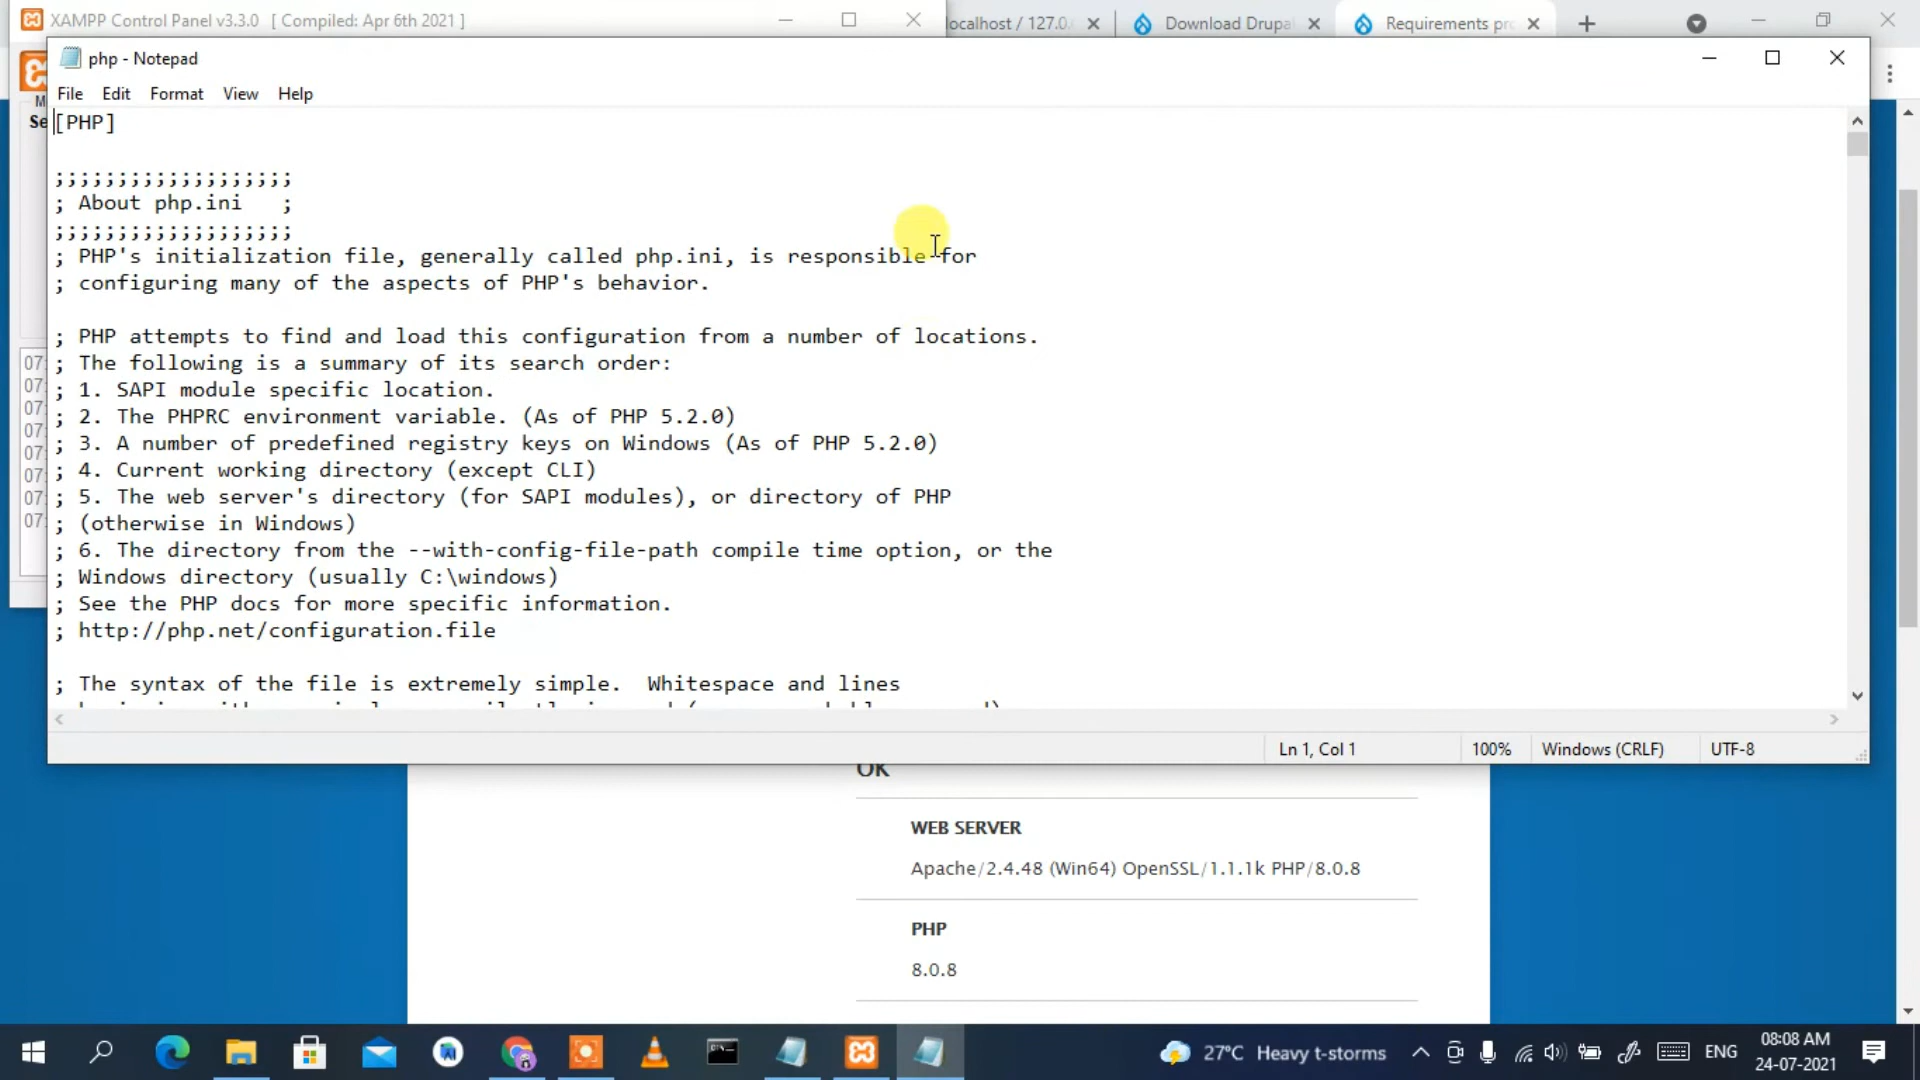 XAMPP Control Panel v3.3.0 [ Compiled: Apr 6th 2021 ]
localhost / 127.0.
Download Drupa
Requirements pr
php - Notepad
File Edit Format View Help
Se
[PHP]
;;;;;;;;;;;;;;;;;;;
; About php.ini ;
;;;;;;;;;;;;;;;;;;;
; PHP's initialization file, generally called php.ini, is responsible for
; configuring many of the aspects of PHP's behavior.
; PHP attempts to find and load this configuration from a number of locations.
; The following is a summary of its search order:
; 1. SAPI module specific location.
; 2. The PHPRC environment variable. (As of PHP 5.2.0)
; 3. A number of predefined registry keys on Windows (As of PHP 5.2.0)
; 4. Current working directory (except CLI)
; 5. The web server's directory (for SAPI modules), or directory of PHP
; (otherwise in Windows)
; 6. The directory from the --with-config-file-path compile time option, or the
; Windows directory (usually C:\windows)
; See the PHP docs for more specific information.
; http://php.net/configuration.file
; The syntax of the file is extremely simple.  Whitespace and lines
07:
07:
07:
07:
07:
07:
07:
07:
Ln 1, Col 1
100%
Windows (CRLF)
UTF-8
OK
WEB SERVER
Apache/2.4.48 (Win64) OpenSSL/1.1.1k PHP/8.0.8
PHP
8.0.8
27°C Heavy t-storms
ENG
08:08 AM
24-07-2021